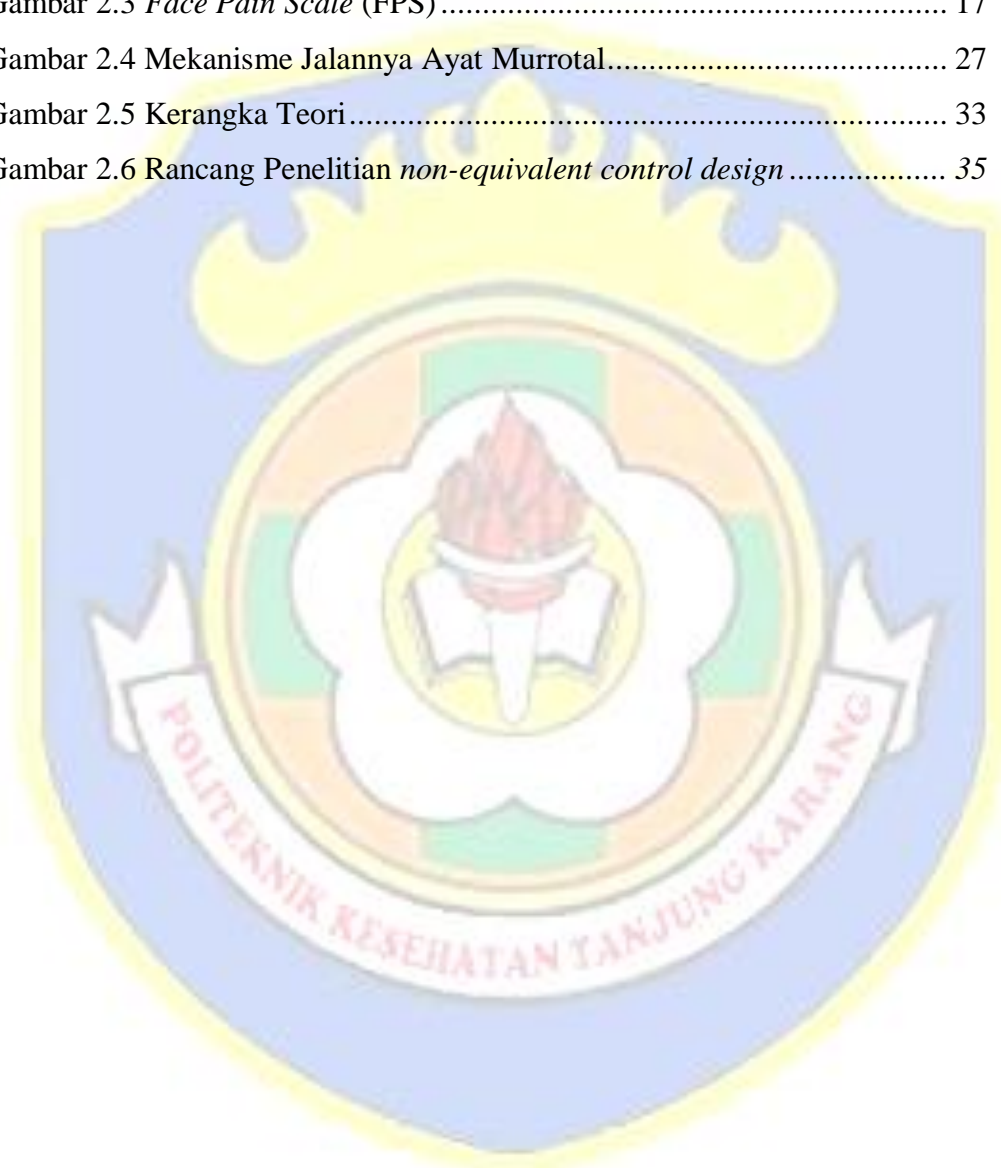 Gambar 2.3 Face Pain Scale (FPS) ........................................................ 17
Gambar 2.4 Mekanisme Jalannya Ayat Murrotal...................................... 27
Gambar 2.5 Kerangka Teori..................................................................... 33
Gambar 2.6 Rancang Penelitian non-equivalent control design .................. 35
POLITEKNIK KESEHATAN TANJUNG KARANG